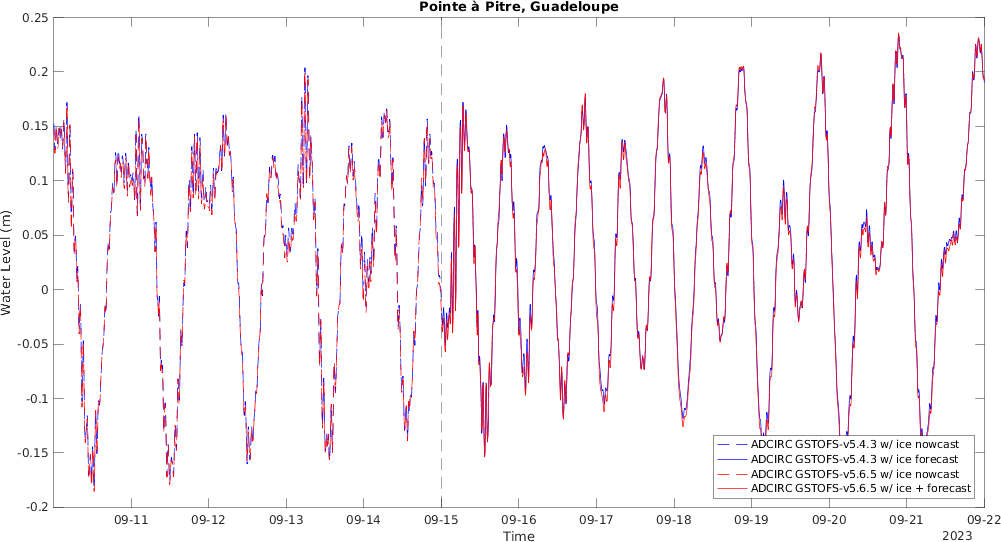 Pointe à Pitre, Guadeloupe
0.25
0.2
0.15
0.1
0.05
0
-0.05
-0.1
-0.15
-0.2
Water Level (m)
ADCIRC GSTOFS-v5.4.3 w/ ice nowcast
ADCIRC GSTOFS-v5.4.3 w/ ice forecast
ADCIRC GSTOFS-v5.6.5 w/ ice nowcast
ADCIRC GSTOFS-v5.6.5 w/ ice + forecast
09-11 09-12 09-13 09-14 09-15 09-16 09-17 09-18 09-19 09-20 09-21 09-22
Time
2023